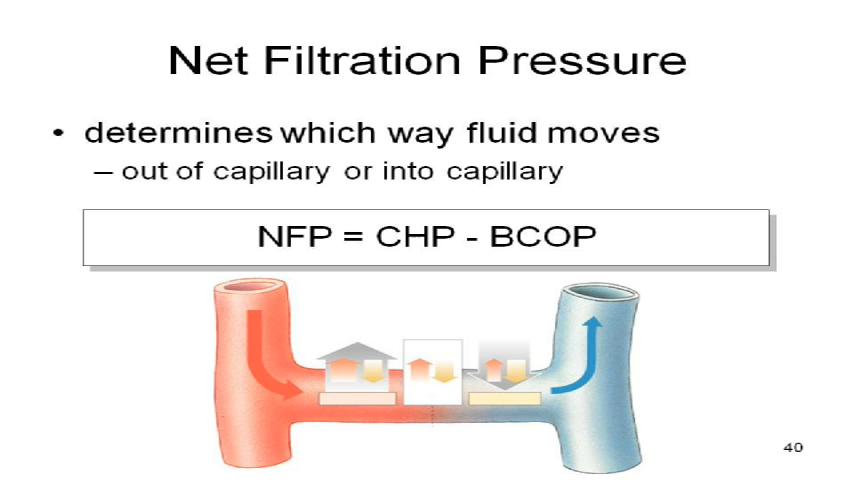 Net Filtration Pressure
• determines which way fluid moves
– out of capillary or into capillary
NFP = CHP - BCOP
40